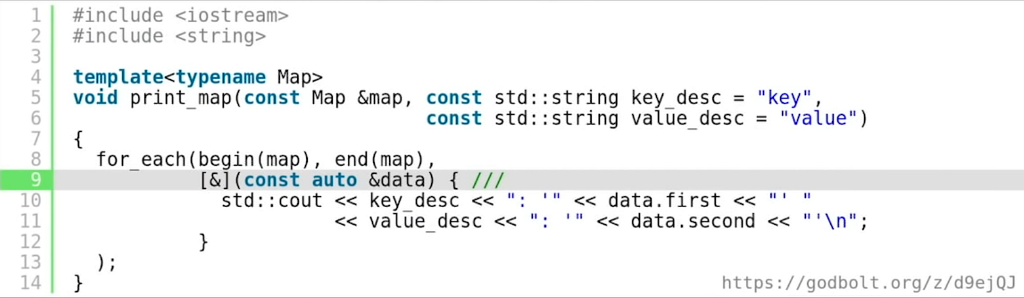 1 #include <iostream>
2 #include <string>
3
4 template<typename Map>
5 void print_map(const Map &map, const std::string key_desc = "key",
6 const std::string value_desc = "value")
7 {
8 for_each(begin(map), end(map),
9 [&](const auto &data) { ///
10 std::cout << key_desc << ": '" << data.first << "' "
11 << value_desc << ": '" << data.second << "'\n";
12 }
13 );
14 }
https://godbolt.org/z/d9ejQJ